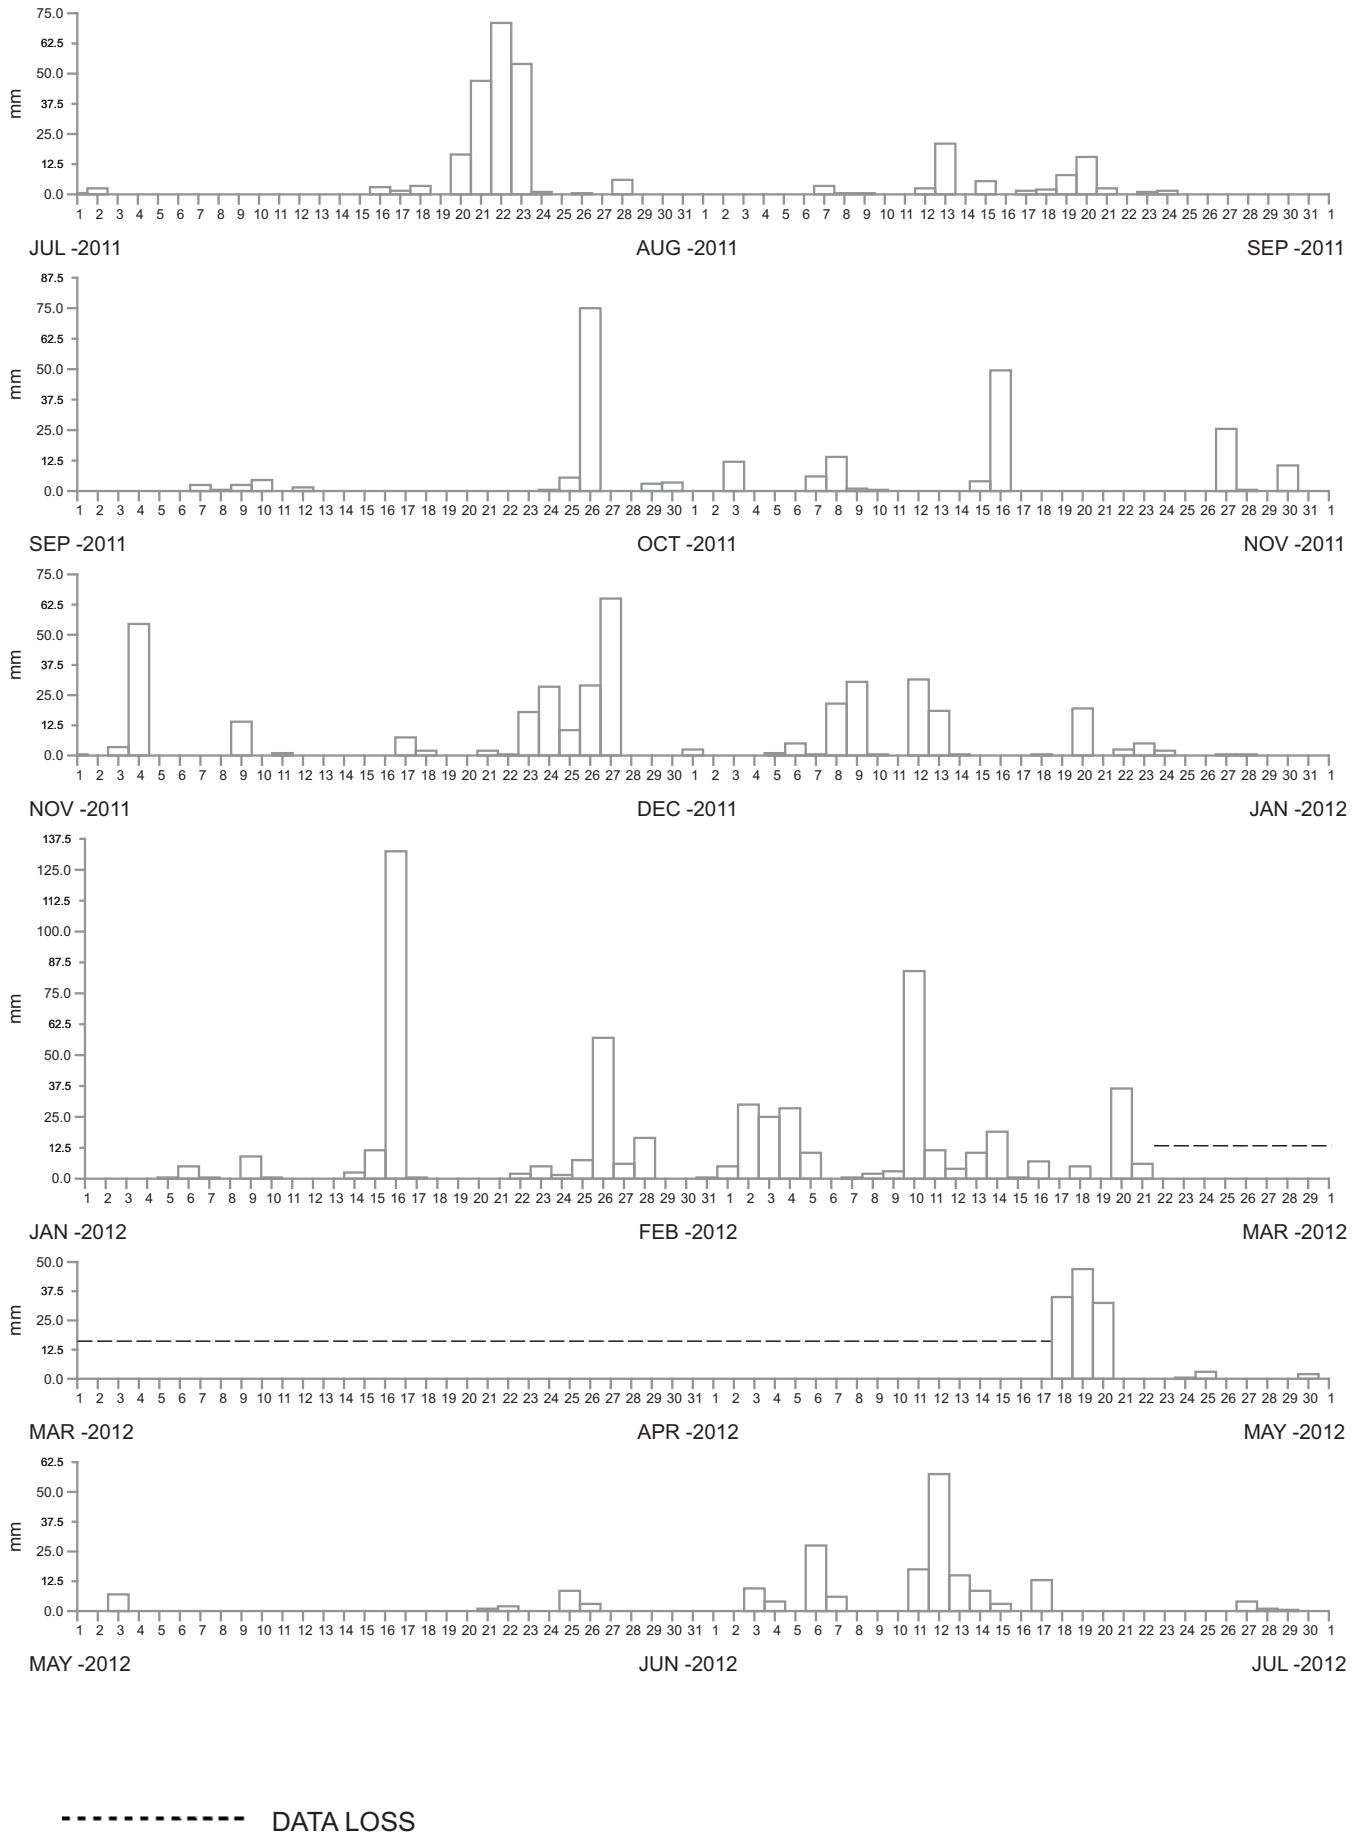 75.0
62.5
50.0
37.5
25.0
12.5
0.0
mm
1 2 3 4 5 6 7 8 9 10 11 12 13 14 15 16 17 18 19 20 21 22 23 24 25 26 27 28 29 30 31 1 2 3 4 5 6 7 8 9 10 11 12 13 14 15 16 17 18 19 20 21 22 23 24 25 26 27 28 29 30 31 1
JUL -2011 AUG -2011 SEP -2011
87.5
75.0
62.5
50.0
37.5
25.0
12.5
0.0
mm
1 2 3 4 5 6 7 8 9 10 11 12 13 14 15 16 17 18 19 20 21 22 23 24 25 26 27 28 29 30 1 2 3 4 5 6 7 8 9 10 11 12 13 14 15 16 17 18 19 20 21 22 23 24 25 26 27 28 29 30 31 1
SEP -2011 OCT -2011 NOV -2011
75.0
62.5
50.0
37.5
25.0
12.5
0.0
mm
1 2 3 4 5 6 7 8 9 10 11 12 13 14 15 16 17 18 19 20 21 22 23 24 25 26 27 28 29 30 1 2 3 4 5 6 7 8 9 10 11 12 13 14 15 16 17 18 19 20 21 22 23 24 25 26 27 28 29 30 31 1
NOV -2011 DEC -2011 JAN -2012
137.5
125.0
112.5
100.0
87.5
75.0
62.5
50.0
37.5
25.0
12.5
0.0
mm
1 2 3 4 5 6 7 8 9 10 11 12 13 14 15 16 17 18 19 20 21 22 23 24 25 26 27 28 29 30 31 1 2 3 4 5 6 7 8 9 10 11 12 13 14 15 16 17 18 19 20 21 22 23 24 25 26 27 28 29 1
JAN -2012 FEB -2012 MAR -2012
50.0
37.5
25.0
12.5
0.0
mm
1 2 3 4 5 6 7 8 9 10 11 12 13 14 15 16 17 18 19 20 21 22 23 24 25 26 27 28 29 30 31 1 2 3 4 5 6 7 8 9 10 11 12 13 14 15 16 17 18 19 20 21 22 23 24 25 26 27 28 29 30 1
MAR -2012 APR -2012 MAY -2012
62.5
50.0
37.5
25.0
12.5
0.0
mm
1 2 3 4 5 6 7 8 9 10 11 12 13 14 15 16 17 18 19 20 21 22 23 24 25 26 27 28 29 30 31 1 2 3 4 5 6 7 8 9 10 11 12 13 14 15 16 17 18 19 20 21 22 23 24 25 26 27 28 29 30 1
MAY -2012 JUN -2012 JUL -2012
DATA LOSS